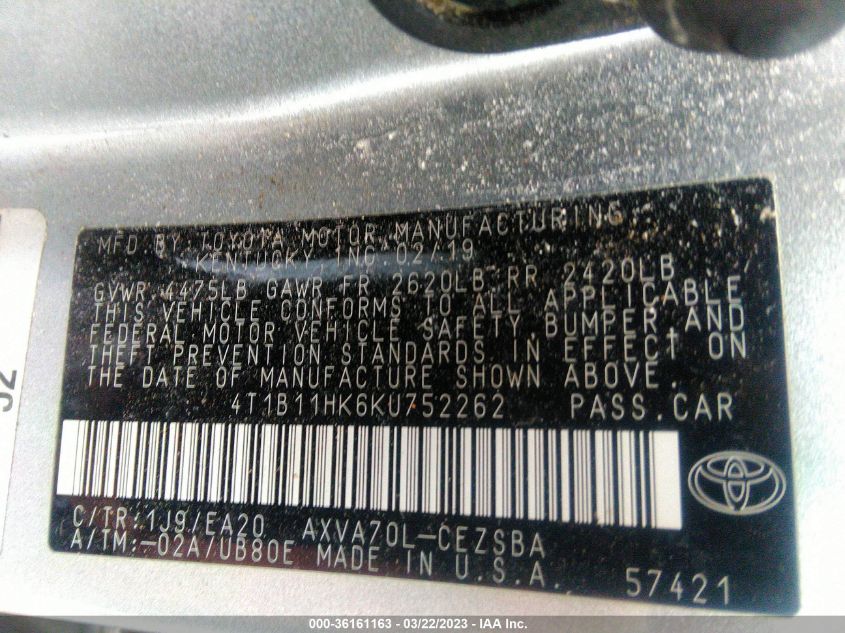 MFD BY: TOYOTA MOTOR MANUFACTURING
KENTUCKY, INC 02/19
GVWR 4475LB GAWR FR 2620LB RR 2420LB
THIS VEHICLE CONFORMS TO ALL APPLICABLE
FEDERAL MOTOR VEHICLE SAFETY, BUMPER AND
THEFT PREVENTION STANDARDS IN EFFECT ON
THE DATE OF MANUFACTURE SHOWN ABOVE.
4T1B11HK6KU752262 PASS.CAR
C/TR:1J9/EA20 AXVA70L-CEZSBA
A/TM:-02A/UB80E MADE IN U.S.A.
57421
000-36161163 - 03/22/2023 - IAA Inc.